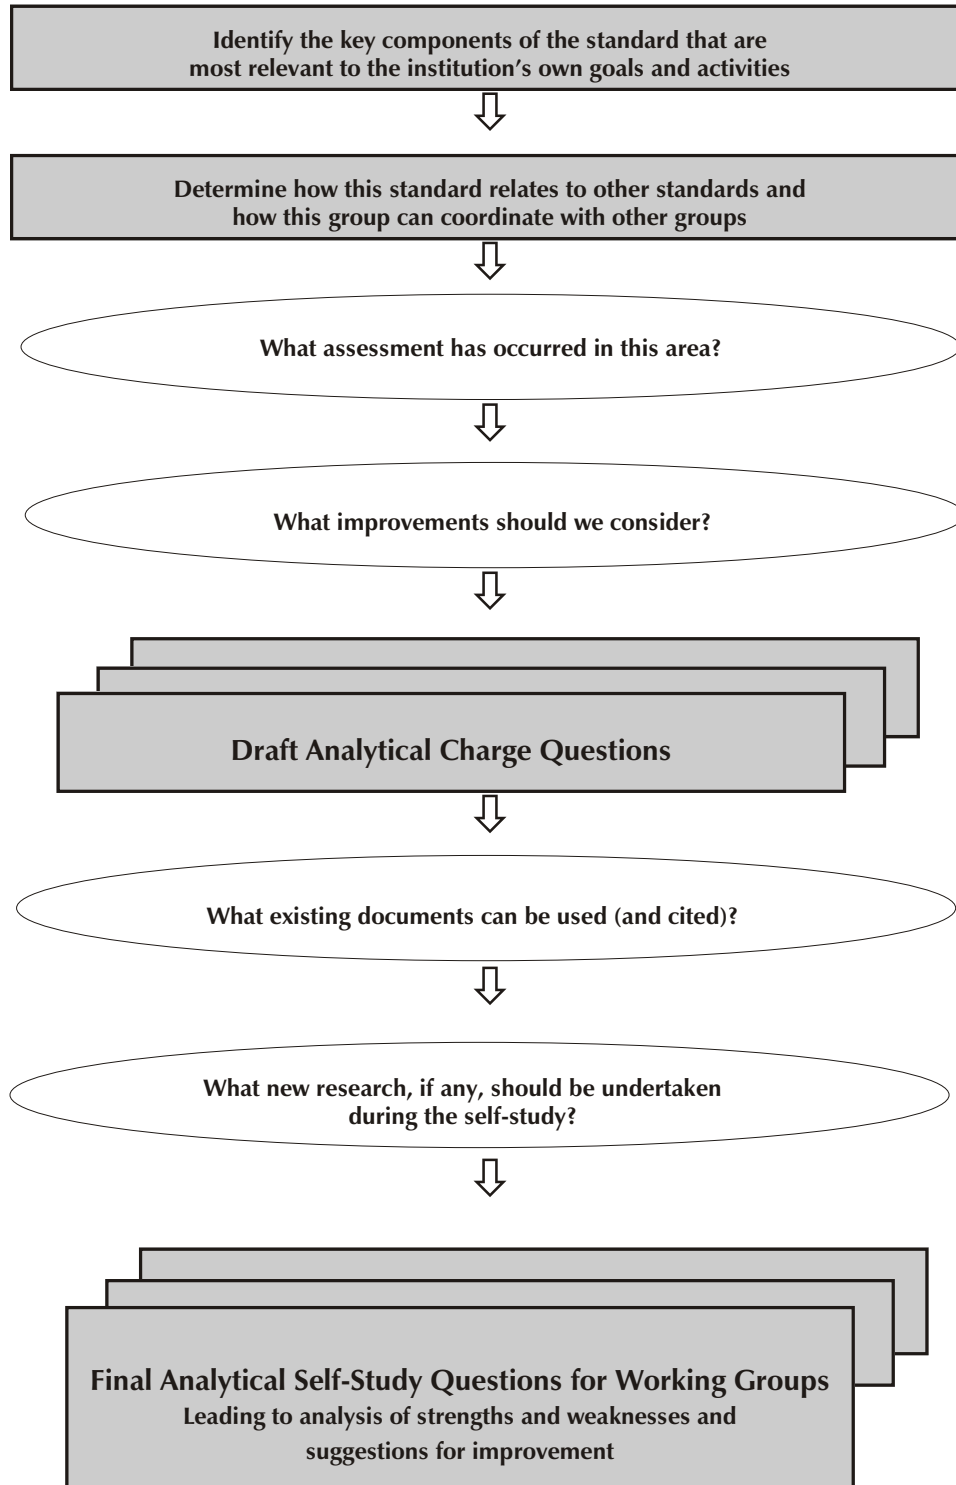 Identify the key components of the standard that are
most relevant to the institution’s own goals and activities
Determine how this standard relates to other standards and
how this group can coordinate with other groups
What assessment has occurred in this area?
What improvements should we consider?
Draft Analytical Charge Questions
What existing documents can be used (and cited)?
What new research, if any, should be undertaken
during the self-study?
Final Analytical Self-Study Questions for Working Groups
Leading to analysis of strengths and weaknesses and
suggestions for improvement